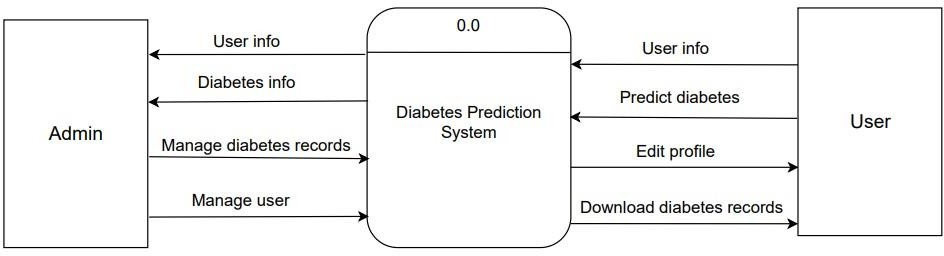 0.0
User info
Diabetes info
Manage diabetes records
Manage user
Admin
Diabetes Prediction
System
User info
Predict diabetes
Edit profile
Download diabetes records
User